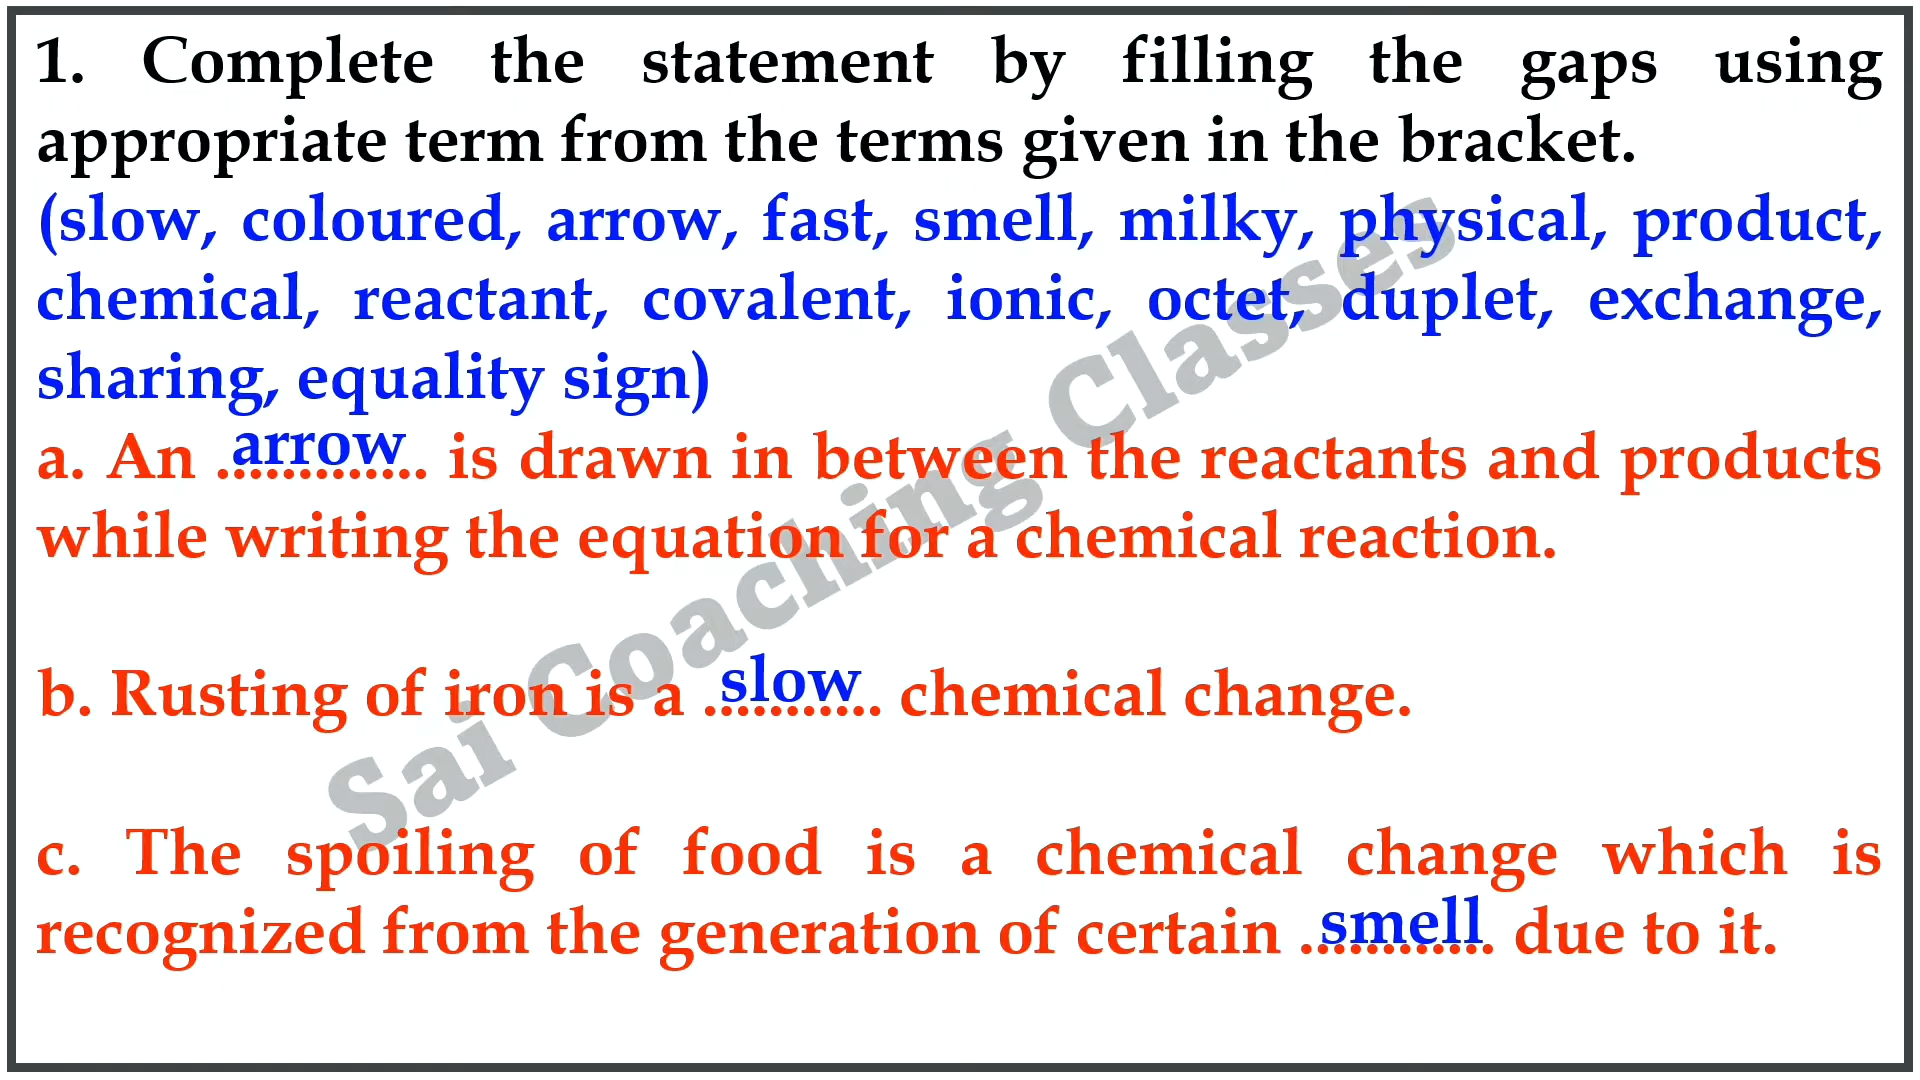 1. Complete the statement by filling the gaps using
appropriate term from the terms given in the bracket.
(slow, coloured, arrow, fast, smell, milky, physical, product,
chemical, reactant, covalent, ionic, octet, duplet, exchange,
sharing, equality sign)
a. An ............. is drawn in between the reactants and products
arrow
while writing the equation for a chemical reaction.
b. Rusting of iron is a ........... chemical change.
slow
c. The spoiling of food is a chemical change which is
recognized from the generation of certain ............ due to it.
smell
Sai Coaching Classes